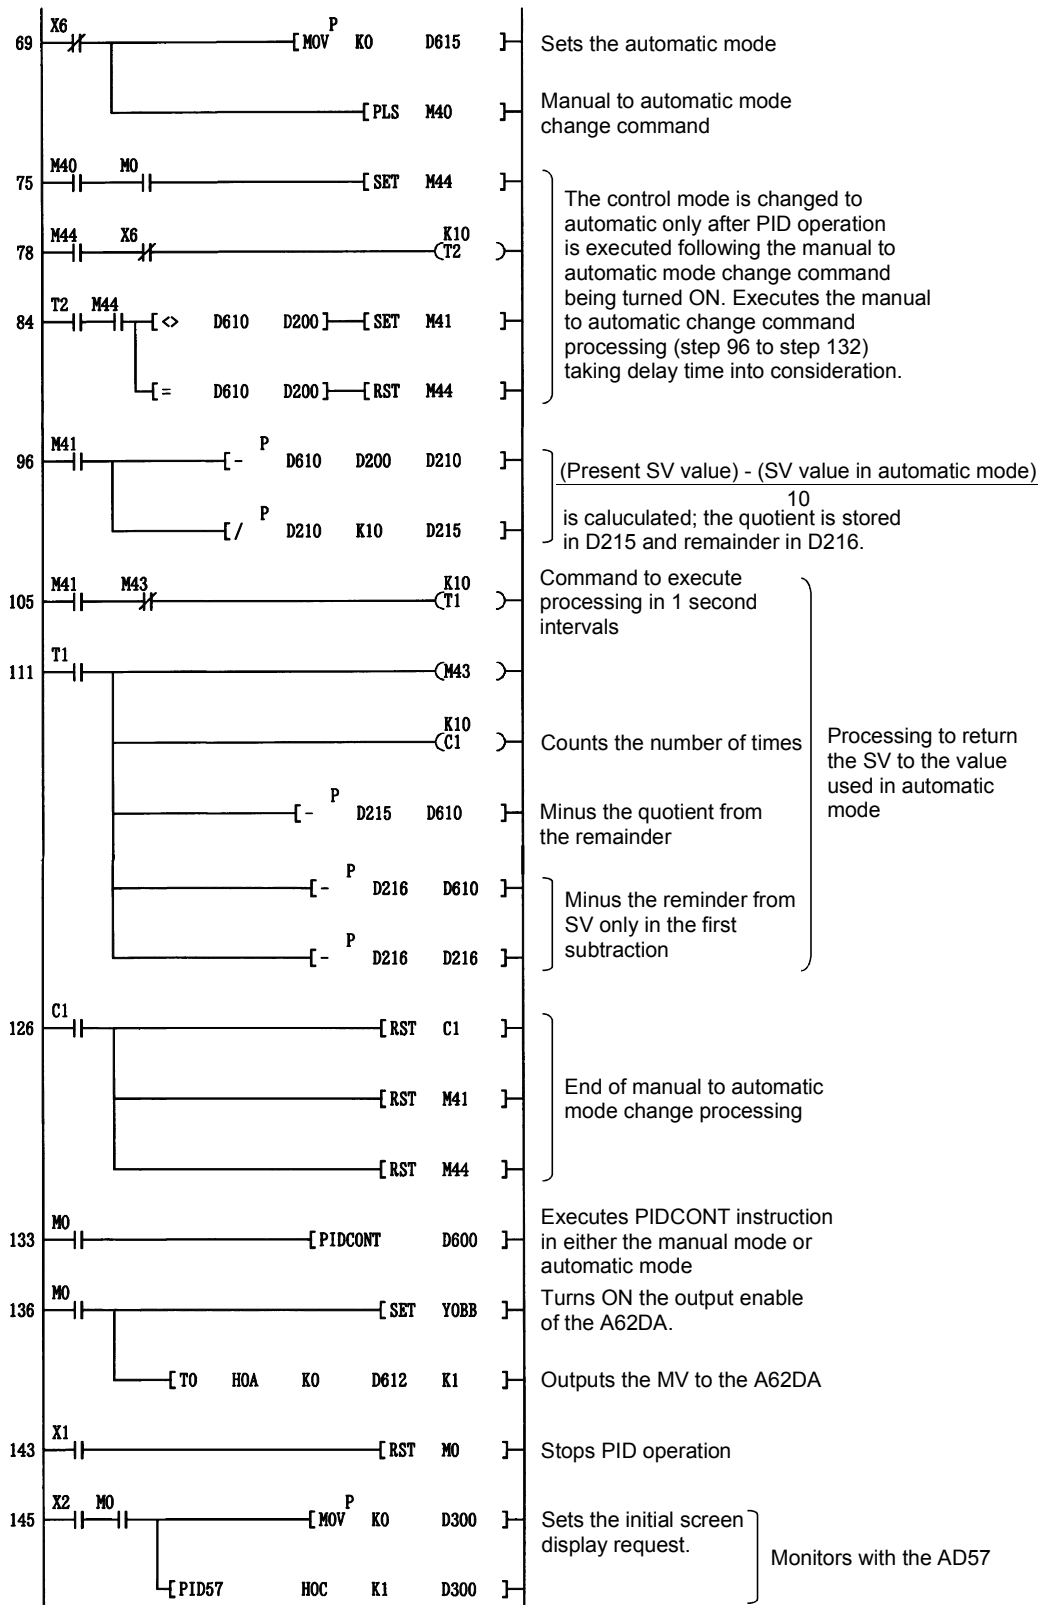 X6
69 [ MOV P K0 D615 ] Sets the automatic mode
[ PLS M40 ] Manual to automatic mode
change command
M40 M0
75 [ SET M44 ]
M44 X6 K10
78 ( T2 )
T2 M44
84 [ <> D610 D200 ] [ SET M41 ]
[ = D610 D200 ] [ RST M44 ]
The control mode is changed to
automatic only after PID operation
is executed following the manual to
automatic mode change command
being turned ON. Executes the manual
to automatic change command
processing (step 96 to step 132)
taking delay time into consideration.
M41
96 [ - P D610 D200 D210 ]
[ / P D210 K10 D215 ]
(Present SV value) - (SV value in automatic mode)
10
is caluculated; the quotient is stored
in D215 and remainder in D216.
M41 M43 K10
105 ( T1 )
Command to execute
processing in 1 second
intervals
T1
111 ( M43 )
K10
( C1 ) Counts the number of times
[ - P D215 D610 ] Minus the quotient from
the remainder
[ - P D216 D610 ]
[ - P D216 D216 ]
Minus the reminder from
SV only in the first
subtraction
Processing to return
the SV to the value
used in automatic
mode
C1
126 [ RST C1 ]
[ RST M41 ]
[ RST M44 ]
End of manual to automatic
mode change processing
M0
133 [ PIDCONT D600 ]
Executes PIDCONT instruction
in either the manual mode or
automatic mode
M0
136 [ SET Y0BB ]
Turns ON the output enable
of the A62DA.
[ TO H0A K0 D612 K1 ] Outputs the MV to the A62DA
X1
143 [ RST M0 ] Stops PID operation
X2 M0
145 [ MOV P K0 D300 ]
Sets the initial screen
display request.
[ PID57 H0C K1 D300 ]
Monitors with the AD57